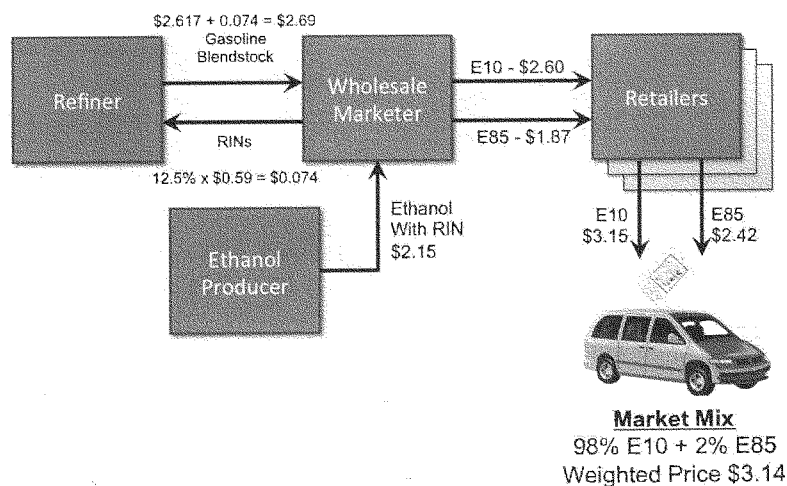 $2.617 + 0.074 = $2.69
Gasoline
Blendstock
Refiner
Wholesale
Marketer
E10 - $2.60
E85 - $1.87
Retailers
RINs
12.5% x $0.59 = $0.074
Ethanol
With RIN
$2.15
Ethanol
Producer
E10
$3.15
E85
$2.42
Market Mix
98% E10 + 2% E85
Weighted Price $3.14